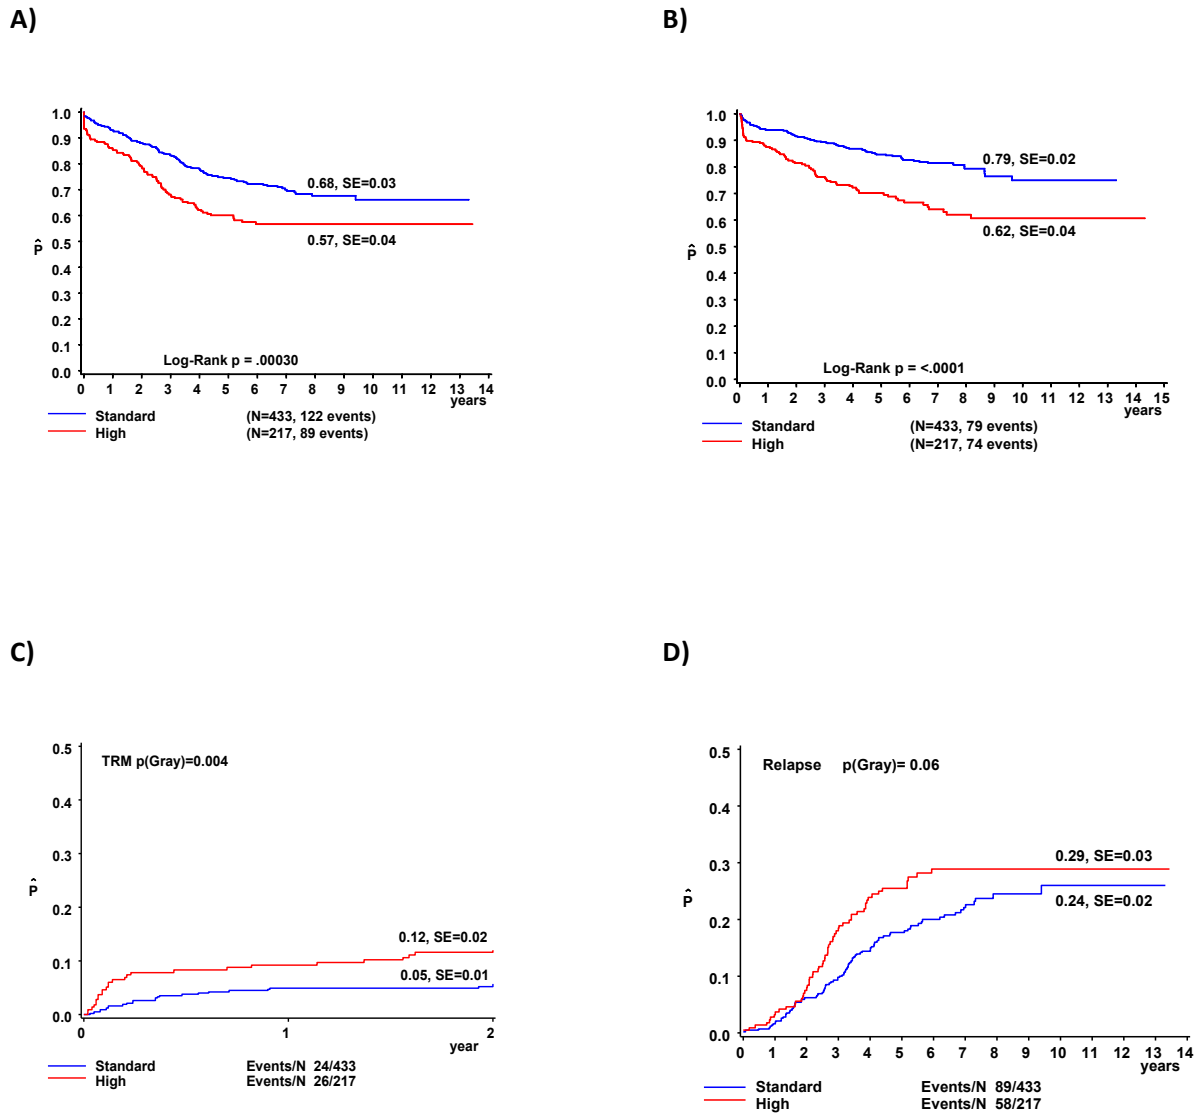 A)
1.0
0.9
0.8
0.7
0.6
0.5
0.4
0.3
0.2
0.1
0.0
P̂
0.68, SE=0.03
0.57, SE=0.04
Log-Rank p = .00030
0 1 2 3 4 5 6 7 8 9 10 11 12 13 14
years
Standard (N=433, 122 events)
High (N=217, 89 events)
B)
1.0
0.9
0.8
0.7
0.6
0.5
0.4
0.3
0.2
0.1
0.0
P̂
0.79, SE=0.02
0.62, SE=0.04
Log-Rank p = <.0001
0 1 2 3 4 5 6 7 8 9 10 11 12 13 14 15
years
Standard (N=433, 79 events)
High (N=217, 74 events)
C)
0.5
0.4
0.3
0.2
0.1
0.0
P̂
TRM p(Gray)=0.004
0.12, SE=0.02
0.05, SE=0.01
0 1 2
year
Standard Events/N 24/433
High Events/N 26/217
D)
0.5
0.4
0.3
0.2
0.1
0.0
P̂
Relapse p(Gray)= 0.06
0.29, SE=0.03
0.24, SE=0.02
0 1 2 3 4 5 6 7 8 9 10 11 12 13 14
years
Standard Events/N 89/433
High Events/N 58/217